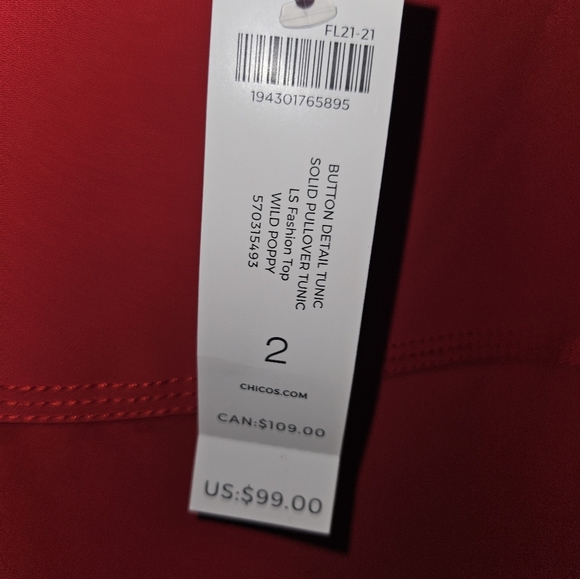 FL21-21
194301765895
BUTTON DETAIL TUNIC
SOLID PULLOVER TUNIC
LS Fashion Top
WILD POPPY
570315493
2
CHICOS.COM
CAN:$109.00
US:$99.00